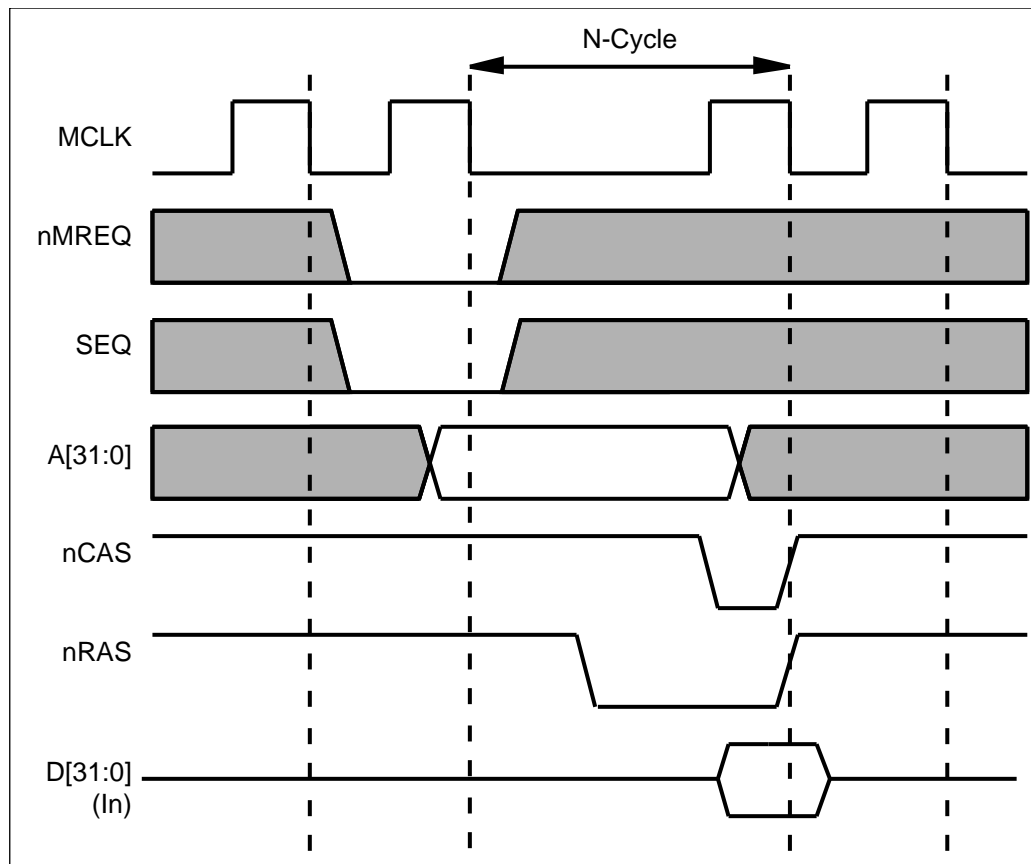 N-Cycle
MCLK
nMREQ
SEQ
A[31:0]
nCAS
nRAS
D[31:0]
(In)